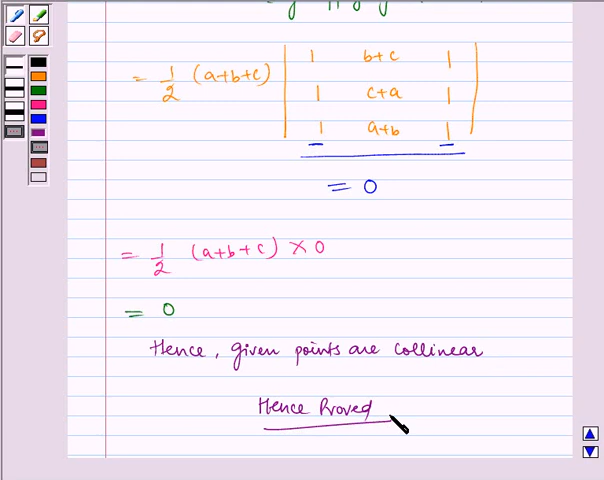 = 1/2 (a+b+c) | 1 b+c 1 |
| 1 c+a 1 |
| 1 a+b 1 |
= 0
= 1/2 (a+b+c) × 0
= 0
Hence, given points are collinear
Hence Proved